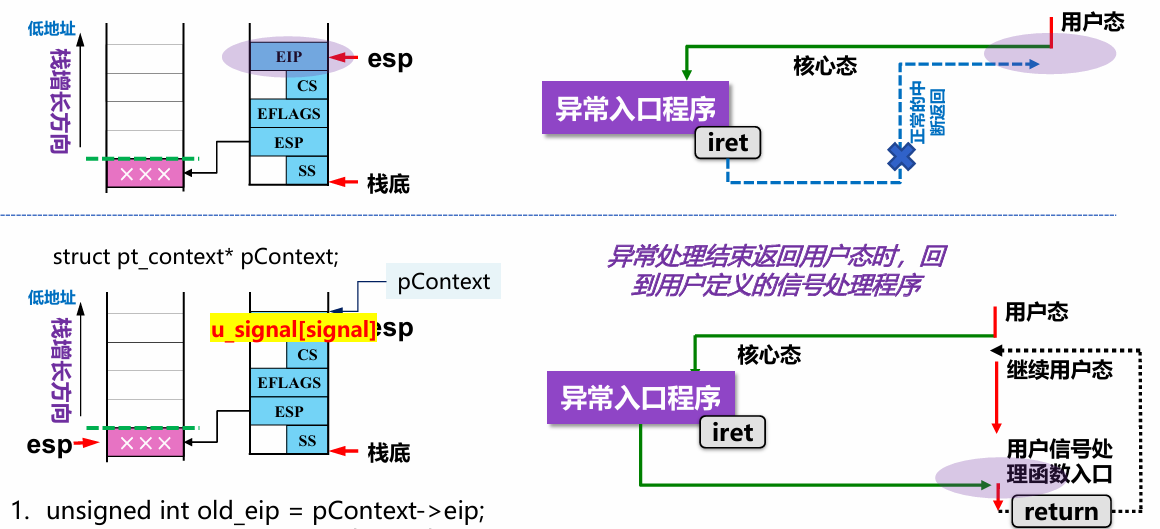 低地址
栈增长方向
EIP
esp
CS
EFLAGS
ESP
×××
SS
栈底
用户态
核心态
异常入口程序
iret
正常的中
断返回
struct pt_context* pContext;
pContext
低地址
栈增长方向
u_signal[signal]
esp
CS
EFLAGS
ESP
esp
×××
SS
栈底
异常处理结束返回用户态时，回
到用户定义的信号处理程序
用户态
核心态
继续用户态
异常入口程序
iret
用户信号处
理函数入口
return
1. unsigned int old_eip = pContext->eip;